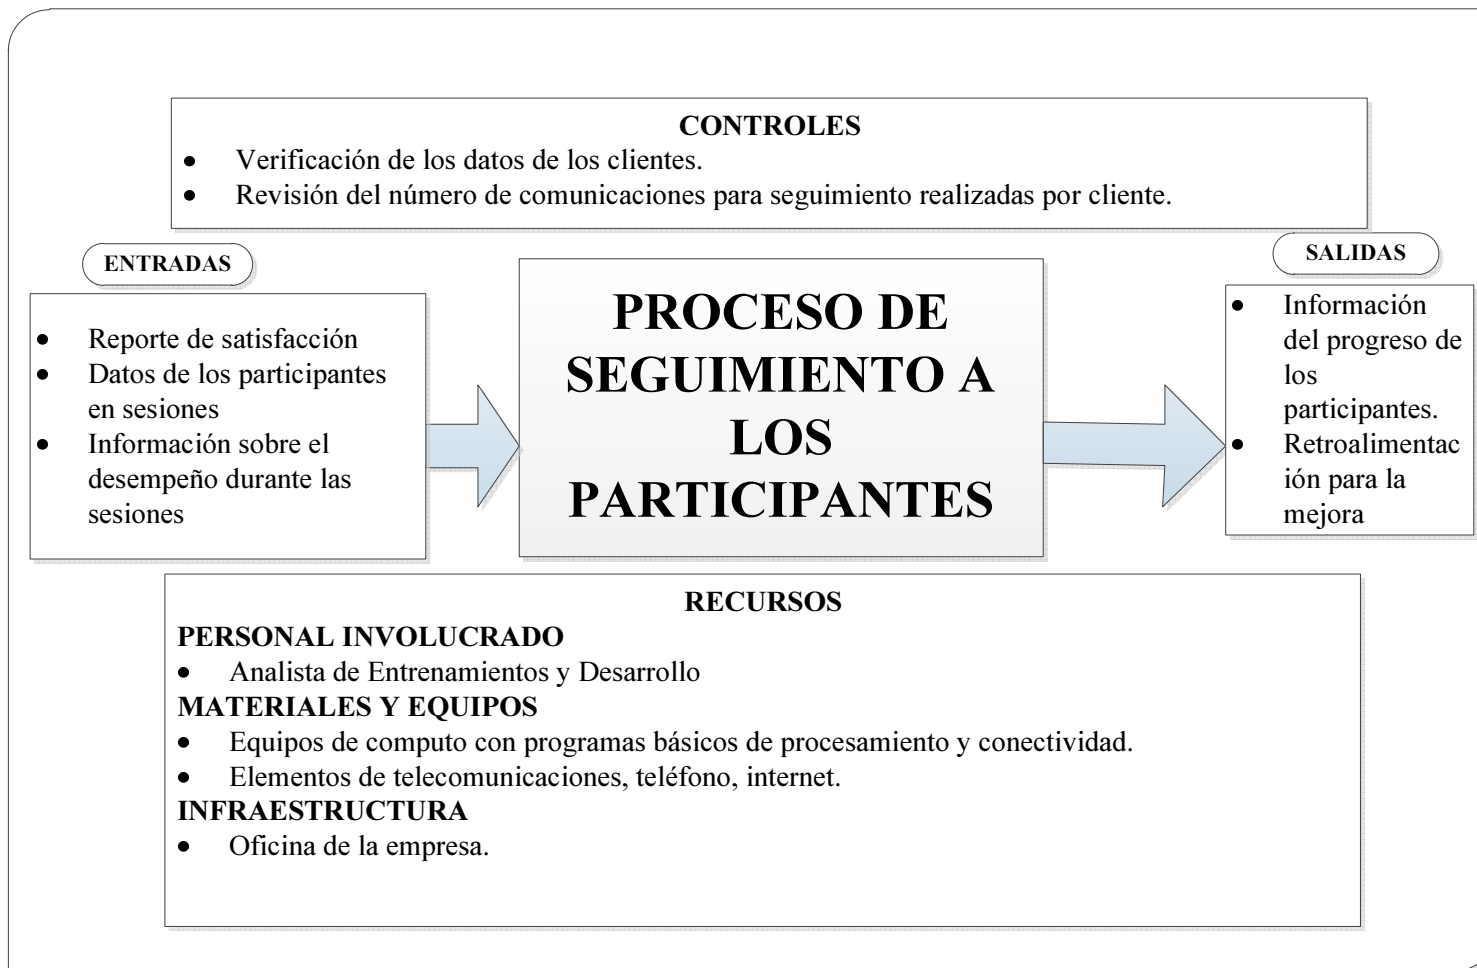 CONTROLES
• Verificación de los datos de los clientes.
• Revisión del número de comunicaciones para seguimiento realizadas por cliente.
ENTRADAS
• Reporte de satisfacción
• Datos de los participantes
en sesiones
• Información sobre el
desempeño durante las
sesiones
PROCESO DE
SEGUIMIENTO A
LOS
PARTICIPANTES
SALIDAS
• Información
del progreso de
los
participantes.
• Retroalimentac
ión para la
mejora
RECURSOS
PERSONAL INVOLUCRADO
• Analista de Entrenamientos y Desarrollo
MATERIALES Y EQUIPOS
• Equipos de computo con programas básicos de procesamiento y conectividad.
• Elementos de telecomunicaciones, teléfono, internet.
INFRAESTRUCTURA
• Oficina de la empresa.